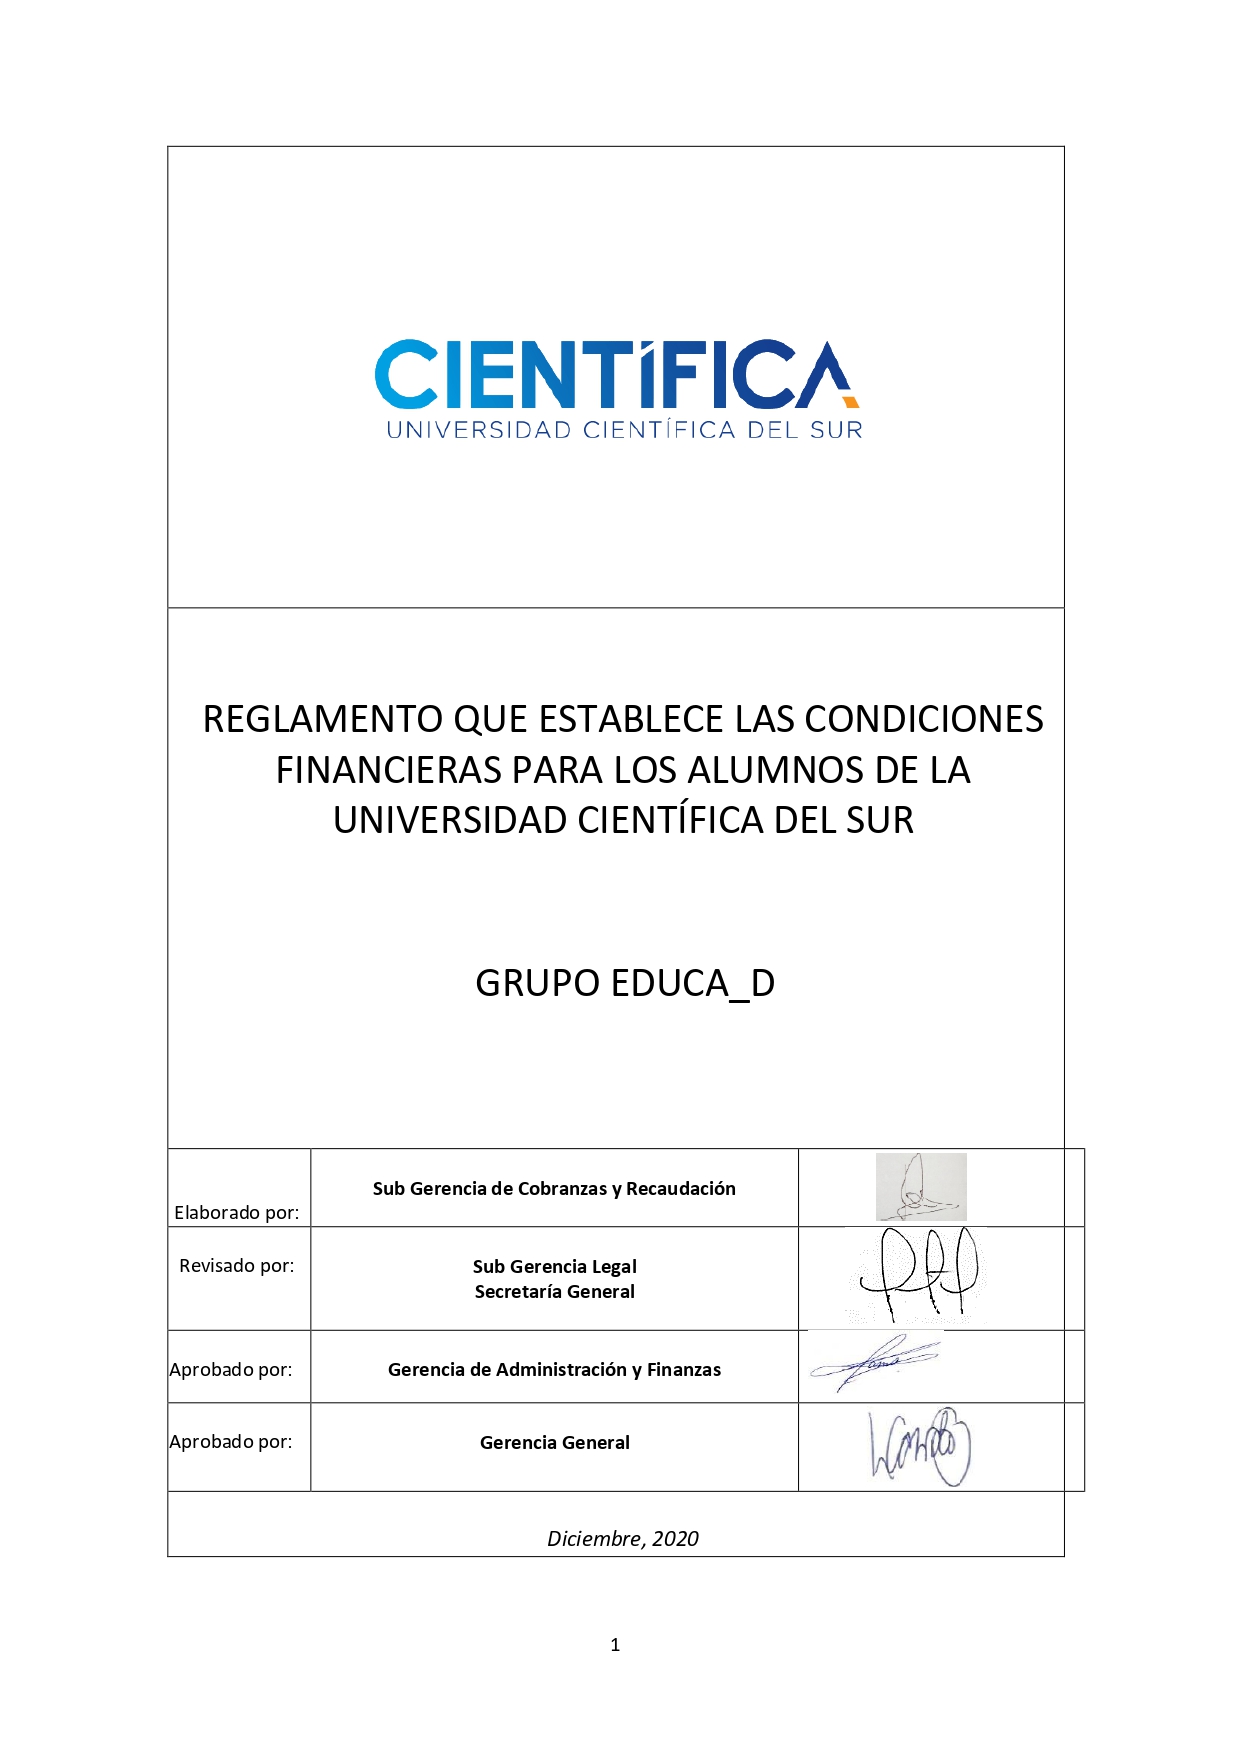 CIENTÍFICA
UNIVERSIDAD CIENTÍFICA DEL SUR
REGLAMENTO QUE ESTABLECE LAS CONDICIONES
FINANCIERAS PARA LOS ALUMNOS DE LA
UNIVERSIDAD CIENTÍFICA DEL SUR
GRUPO EDUCA_D
Elaborado por:
Sub Gerencia de Cobranzas y Recaudación
Revisado por:
Sub Gerencia Legal
Secretaría General
Aprobado por:
Gerencia de Administración y Finanzas
Aprobado por:
Gerencia General
Diciembre, 2020
1